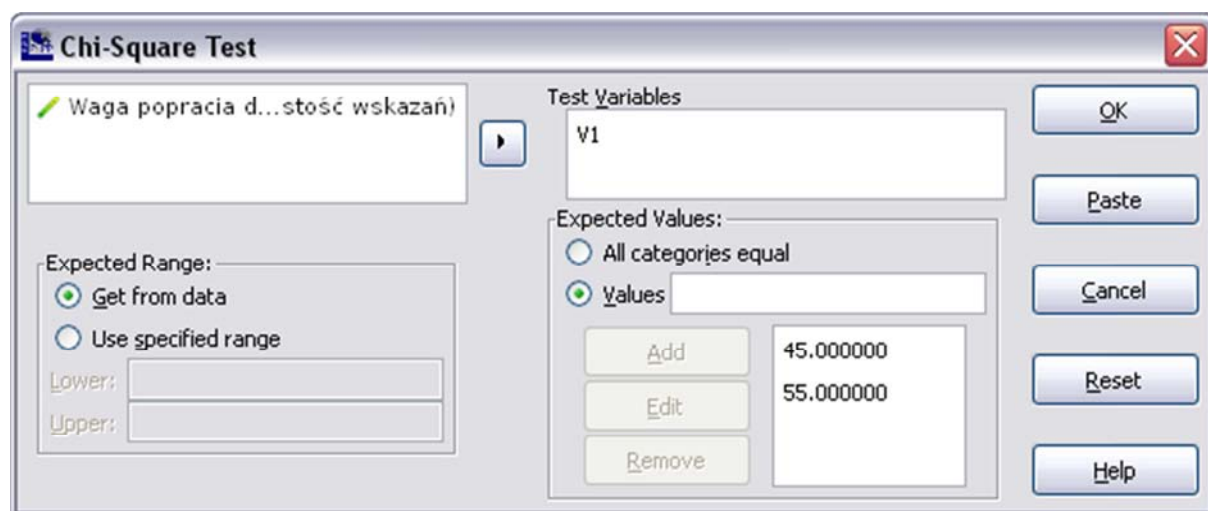 Chi-Square Test
Waga popracia d...stość wskazań)
Test Variables
V1
OK
Paste
Cancel
Reset
Help
Expected Range:
Get from data
Use specified range
Lower:
Upper:
Expected Values:
All categories equal
Values
Add
Edit
Remove
45.000000
55.000000